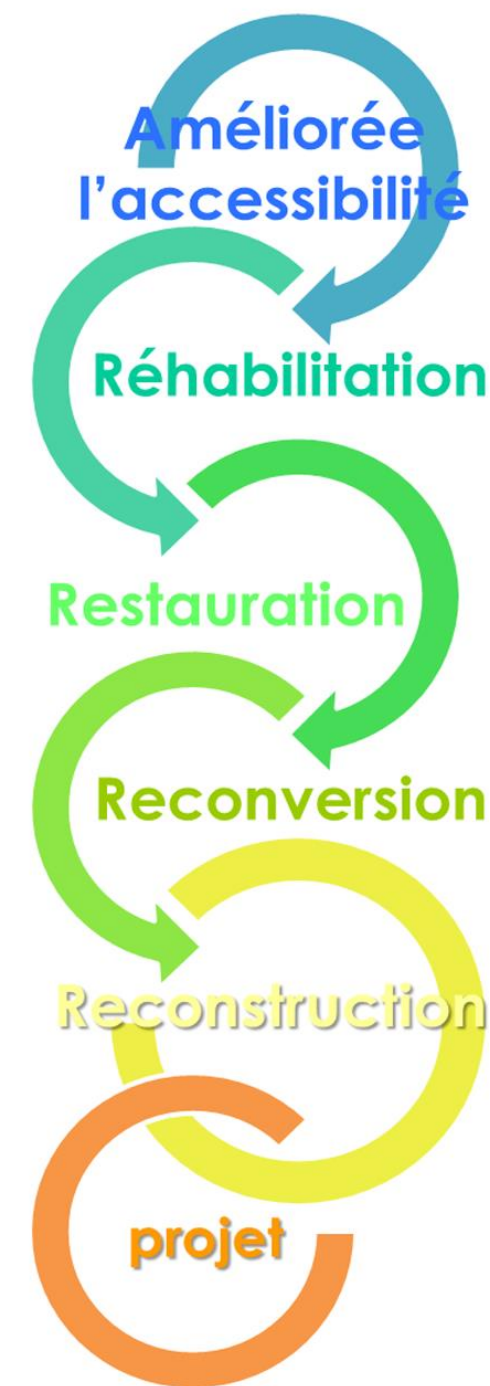 Améliorée
l’accessibilité
Réhabilitation
Restauration
Reconversion
Reconstruction
projet